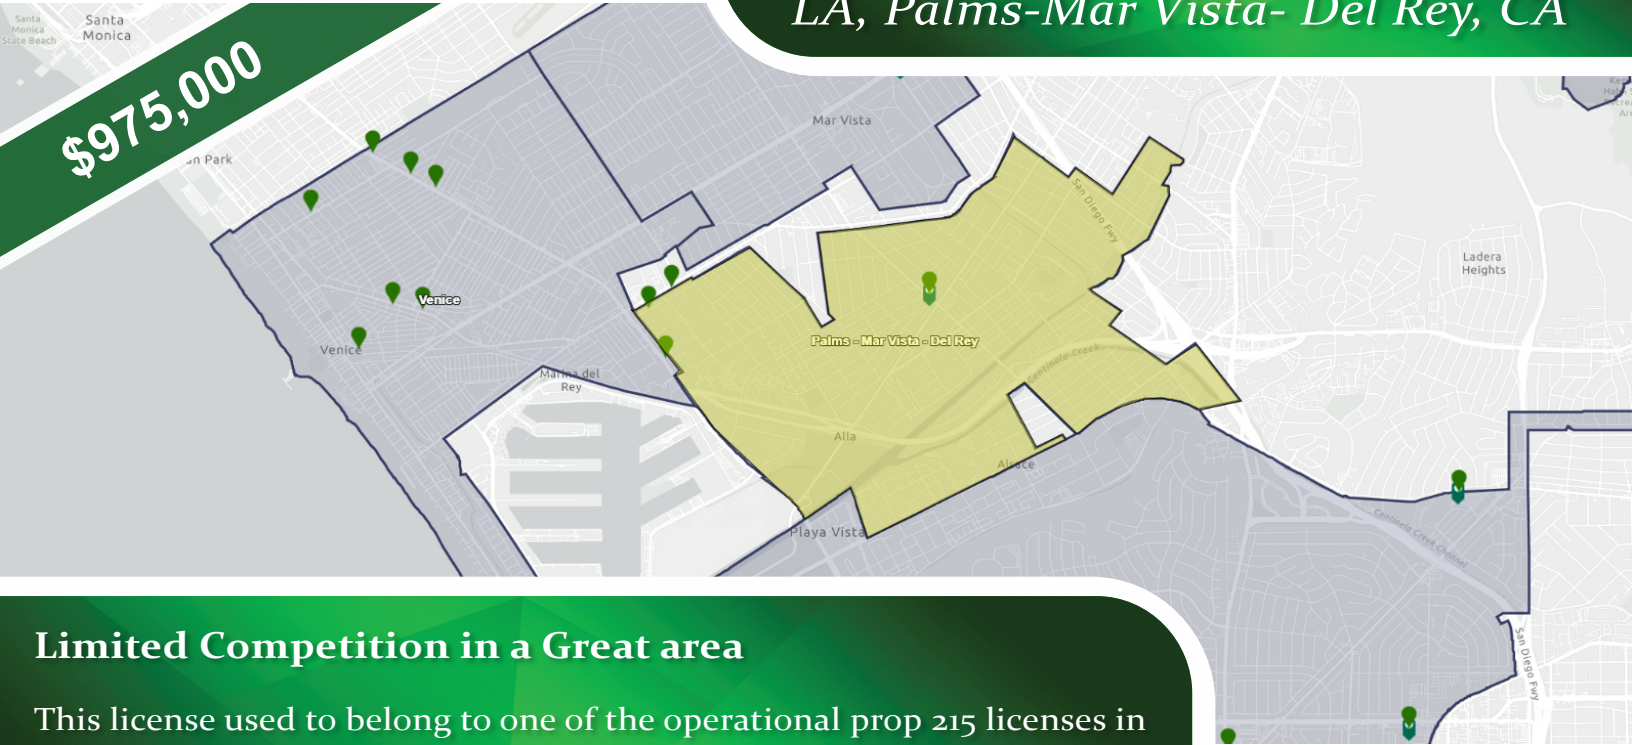 LA, Palms-Mar Vista- Del Rey, CA
Santa
Monica
State Beach
Santa
Monica
$975,000
Mar Vista
San Diego Fwy
Ladera
Heights
Venice
Venice
Palms - Mar Vista - Del Rey
Centinela Creek
Marina del
Rey
Alla
Alsace
Playa Vista
Centinela Creek Channel
San Diego Fwy
Limited Competition in a Great area
This license used to belong to one of the operational prop 215 licenses in